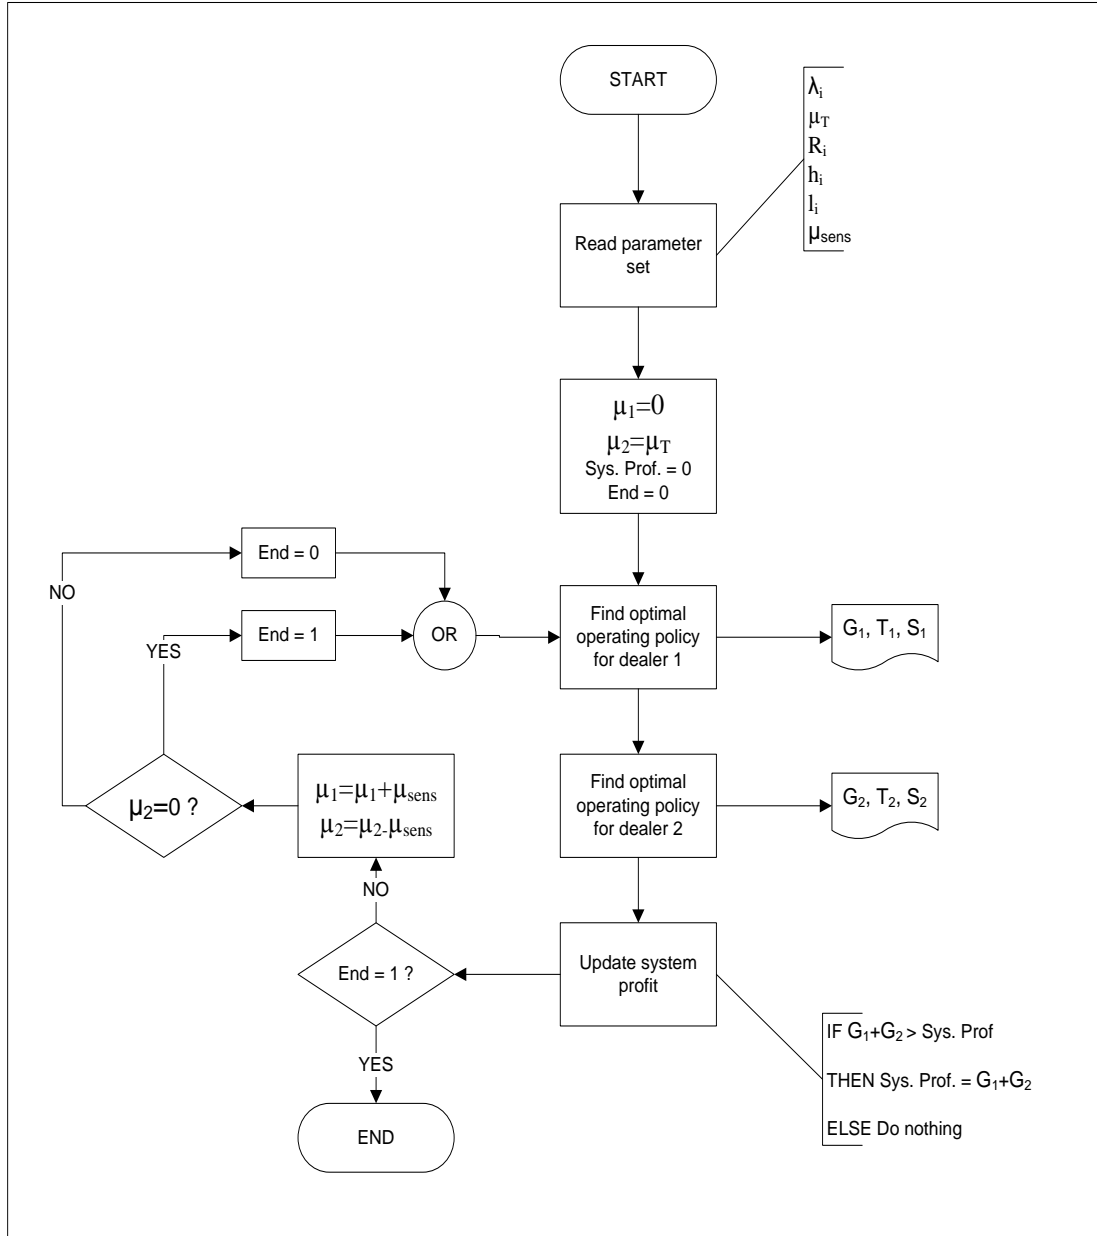 START
λi
μT
Ri
hi
li
μsens
Read parameter
set
μ1=0
μ2=μT
Sys. Prof. = 0
End = 0
End = 0
NO
End = 1
OR
YES
Find optimal
operating policy
for dealer 1
G1, T1, S1
μ2=0 ?
μ1=μ1+μsens
μ2=μ2-μsens
Find optimal
operating policy
for dealer 2
G2, T2, S2
NO
End = 1 ?
Update system
profit
YES
END
IF G1+G2 > Sys. Prof
THEN Sys. Prof. = G1+G2
ELSE Do nothing